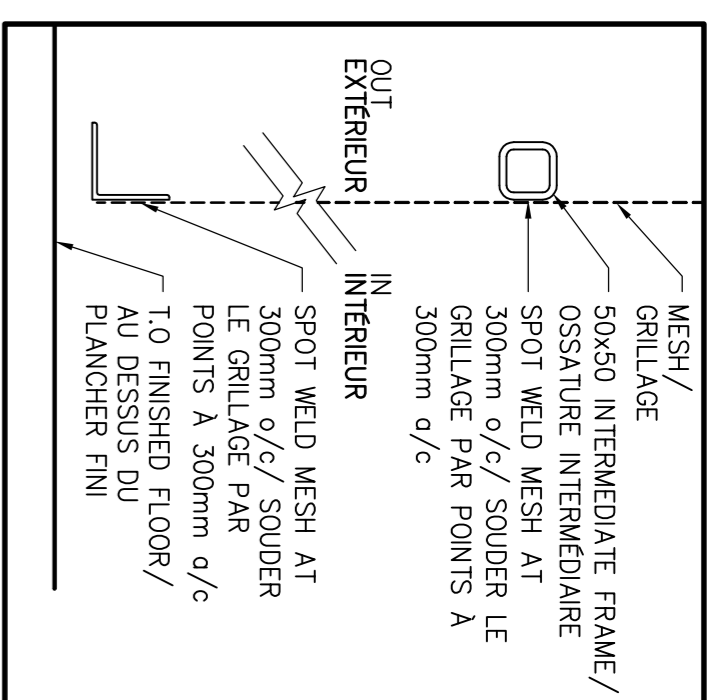 MESH/
GRILLAGE
50x50 INTERMEDIATE FRAME/
OSSATURE INTERMÉDIAIRE
SPOT WELD MESH AT
300mm o/c/ SOUDER LE
GRILLAGE PAR POINTS À
300mm a/c
OUT
EXTÉRIEUR
IN
INTÉRIEUR
SPOT WELD MESH AT
300mm o/c/ SOUDER
LE GRILLAGE PAR
POINTS À 300mm a/c
T.O FINISHED FLOOR/
AU DESSUS DU
PLANCHER FINI